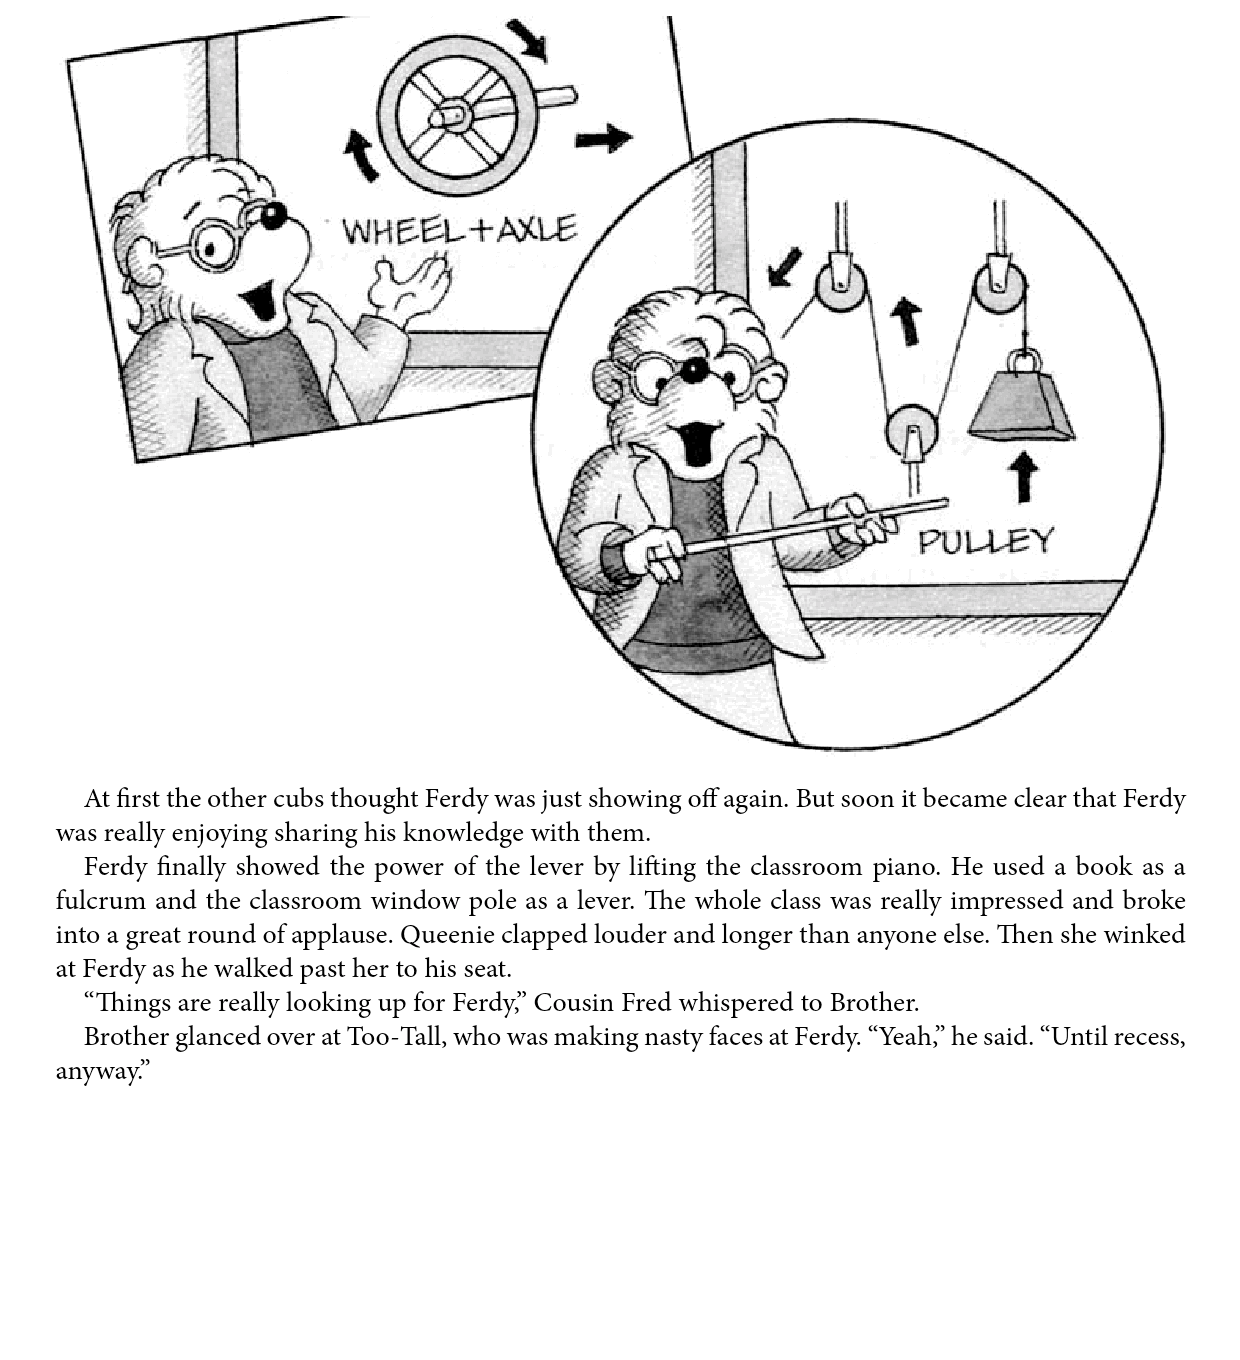 WHEEL+AXLE
PULLEY
At first the other cubs thought Ferdy was just showing off again. But soon it became clear that Ferdy
was really enjoying sharing his knowledge with them.
Ferdy finally showed the power of the lever by lifting the classroom piano. He used a book as a
fulcrum and the classroom window pole as a lever. The whole class was really impressed and broke
into a great round of applause. Queenie clapped louder and longer than anyone else. Then she winked
at Ferdy as he walked past her to his seat.
“Things are really looking up for Ferdy,” Cousin Fred whispered to Brother.
Brother glanced over at Too-Tall, who was making nasty faces at Ferdy. “Yeah,” he said. “Until recess,
anyway.”